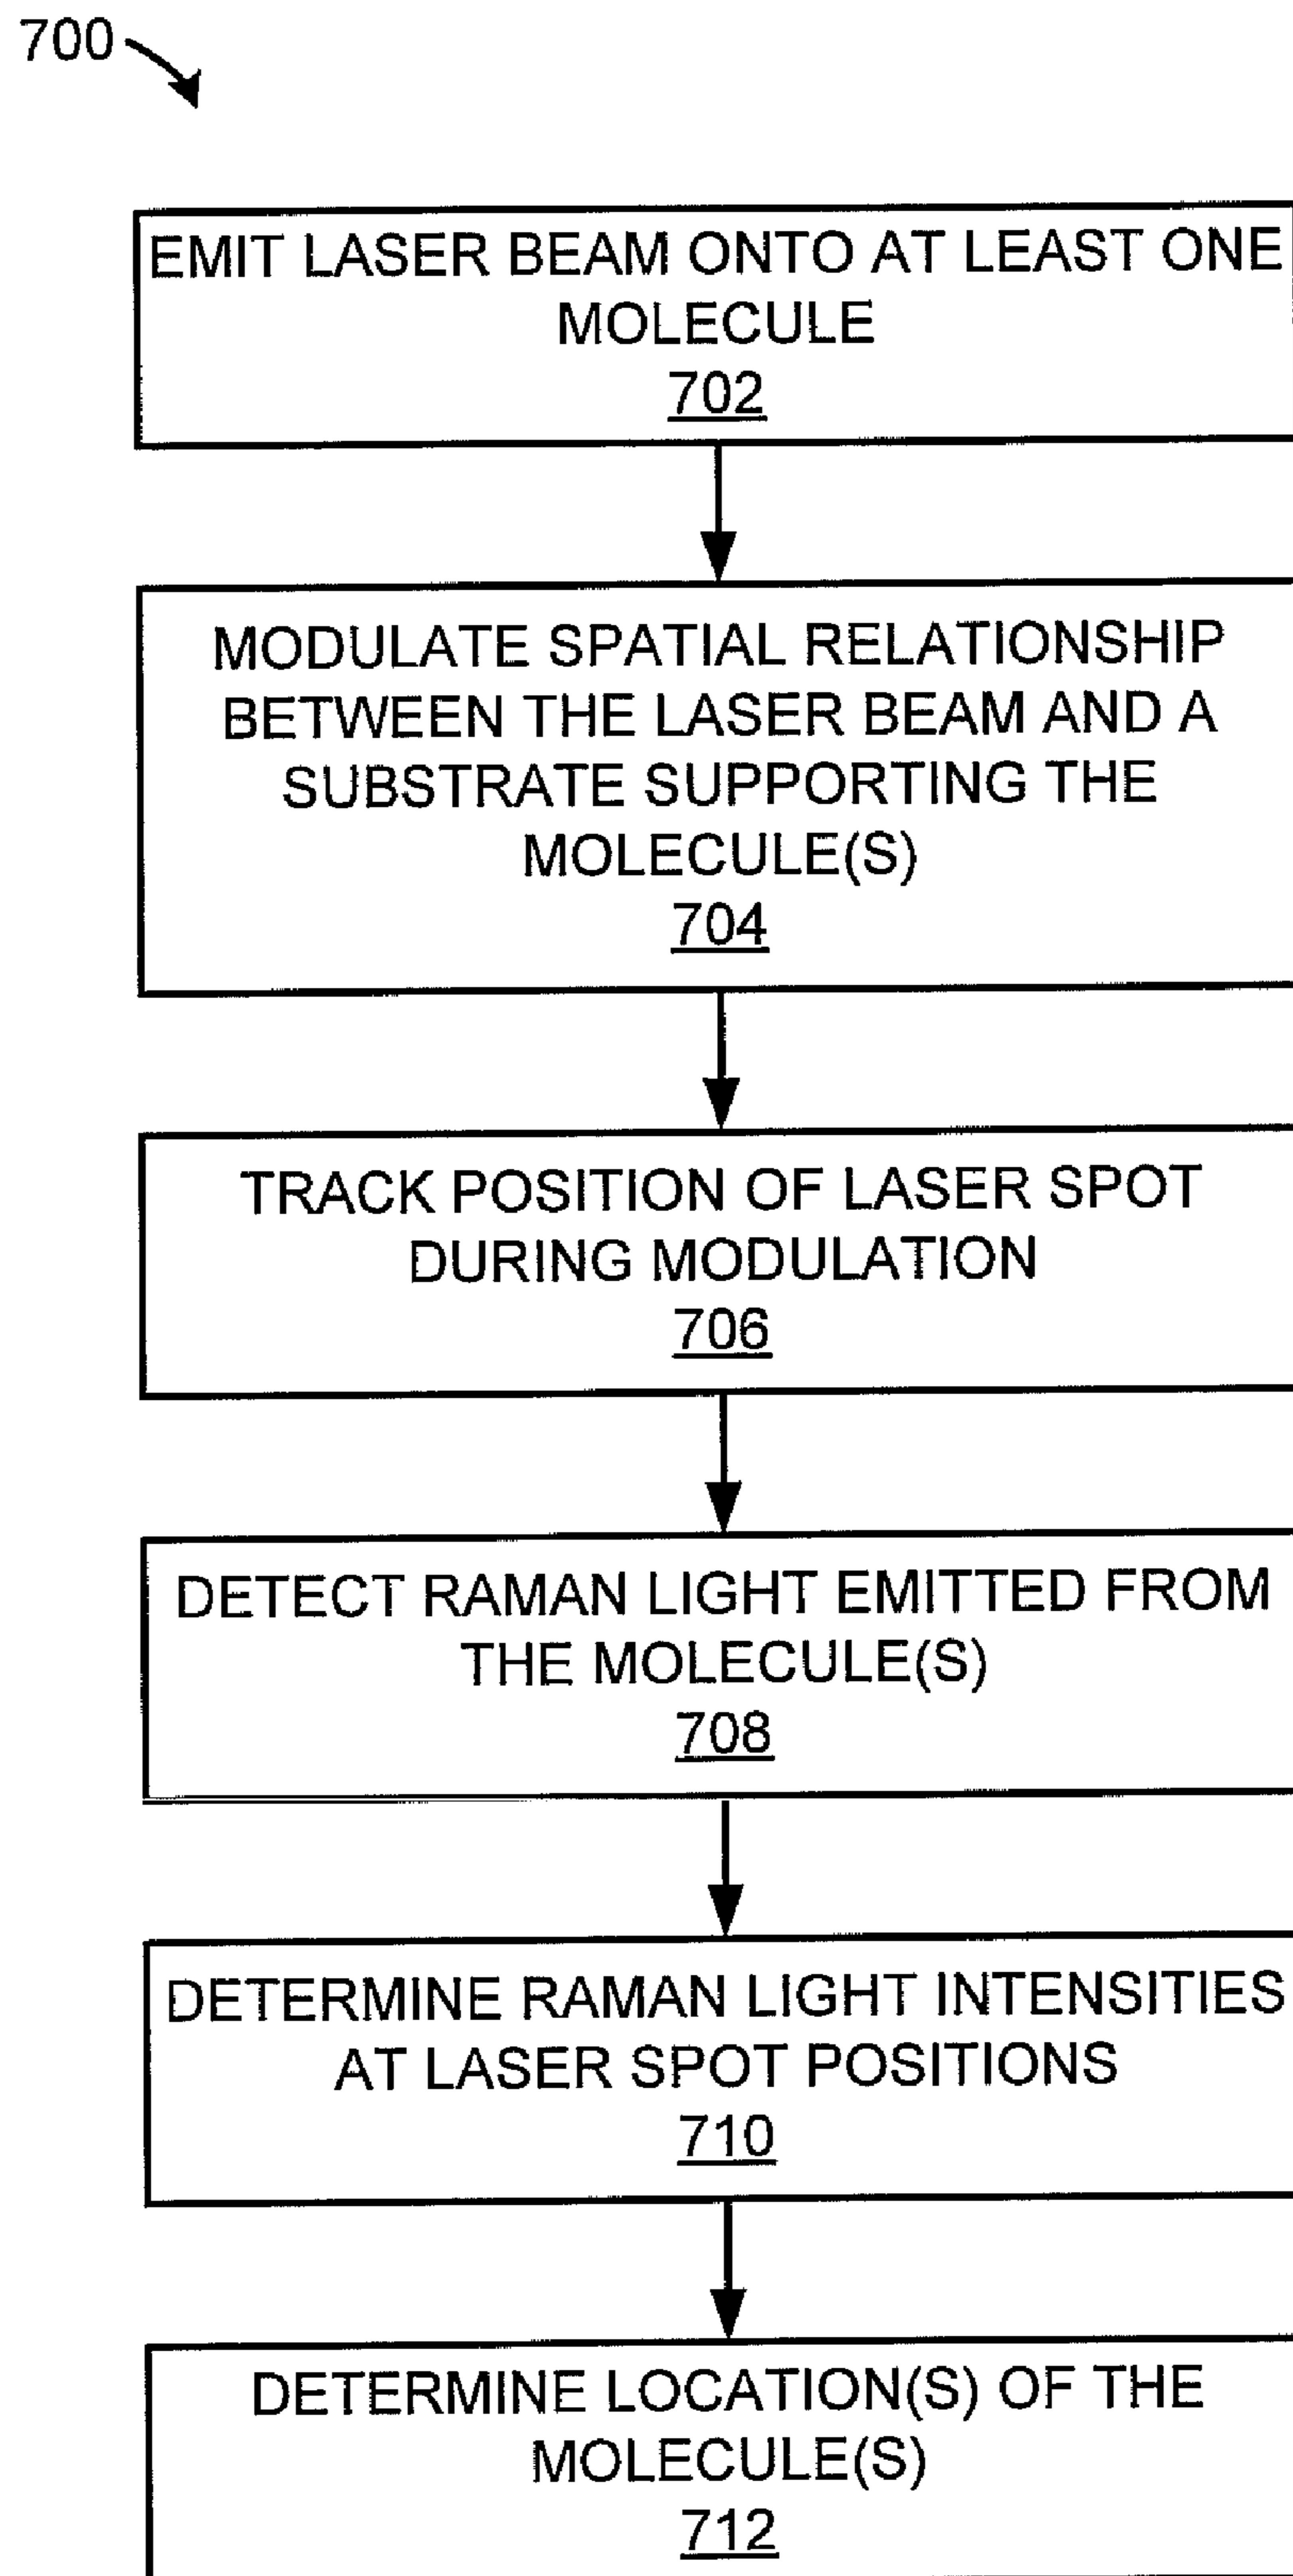 700
EMIT LASER BEAM ONTO AT LEAST ONE
MOLECULE
702
MODULATE SPATIAL RELATIONSHIP
BETWEEN THE LASER BEAM AND A
SUBSTRATE SUPPORTING THE
MOLECULE(S)
704
TRACK POSITION OF LASER SPOT
DURING MODULATION
706
DETECT RAMAN LIGHT EMITTED FROM
THE MOLECULE(S)
708
DETERMINE RAMAN LIGHT INTENSITIES
AT LASER SPOT POSITIONS
710
DETERMINE LOCATION(S) OF THE
MOLECULE(S)
712